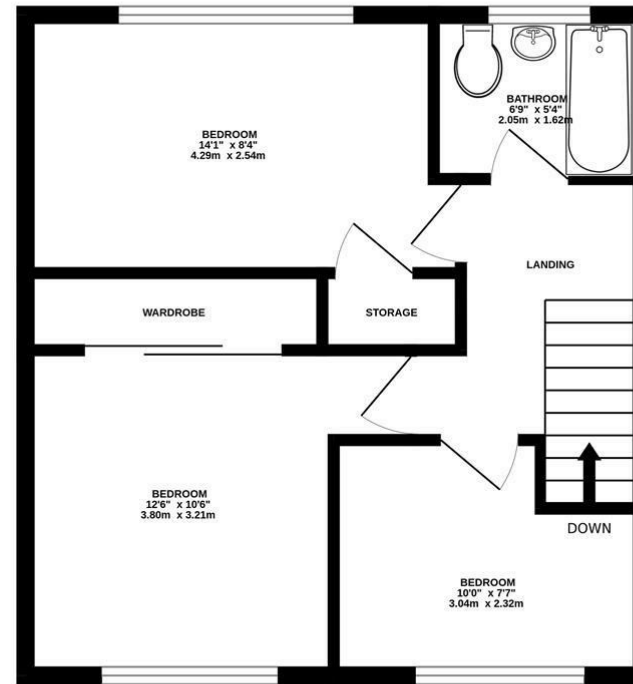 BEDROOM
14'1" x 8'4"
4.29m x 2.54m
BATHROOM
6'9" x 5'4"
2.05m x 1.62m
LANDING
WARDROBE
STORAGE
BEDROOM
12'6" x 10'6"
3.80m x 3.21m
DOWN
BEDROOM
10'0" x 7'7"
3.04m x 2.32m